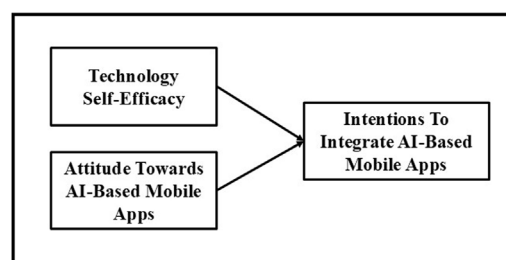 Technology
Self-Efficacy
Attitude Towards
AI-Based Mobile
Apps
Intentions To
Integrate AI-Based
Mobile Apps